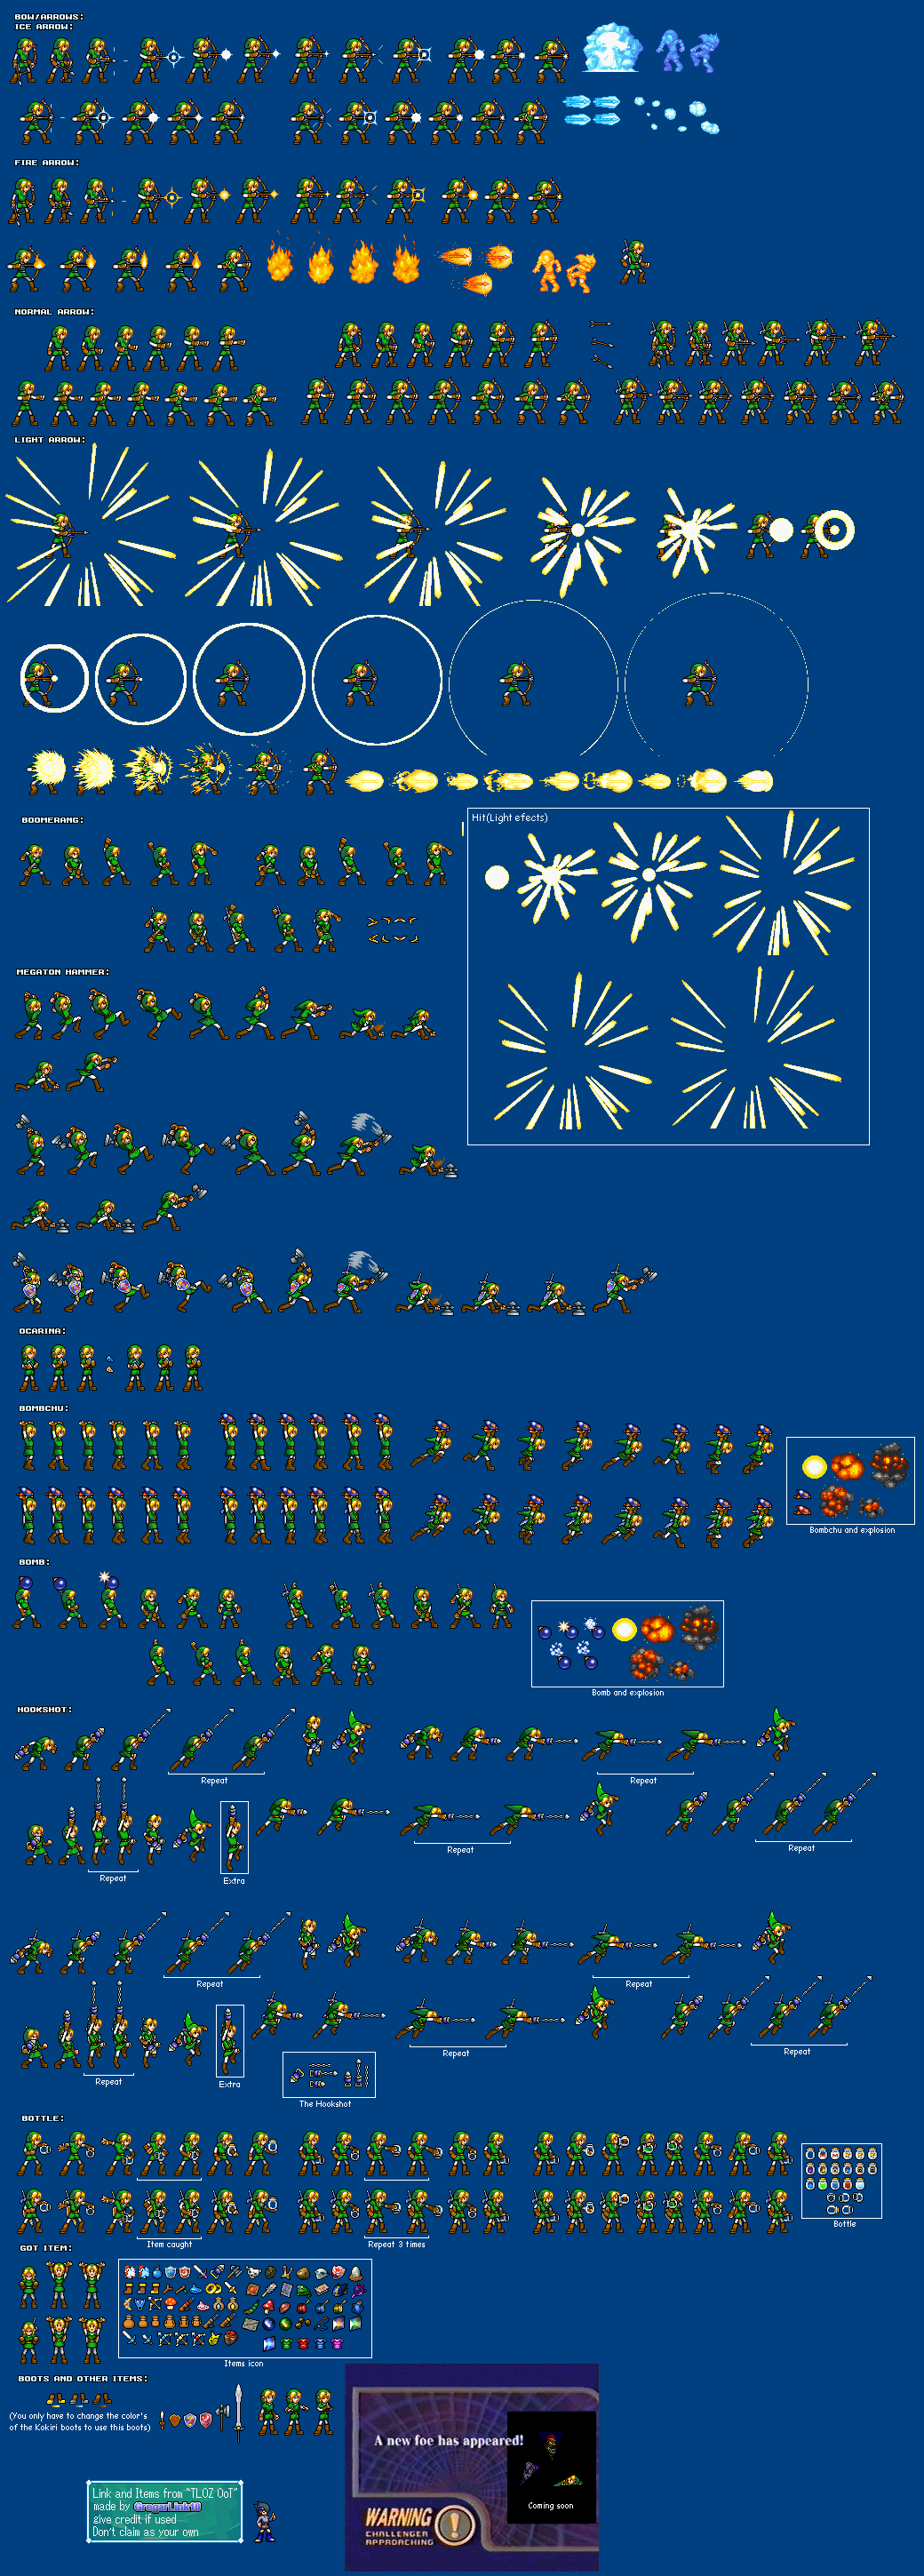 BOW/ARROWS:
ICE ARROW:
FIRE ARROW:
NORMAL ARROW:
LIGHT ARROW:
BOOMERANG:
Hit(Light efects)
MEGATON HAMMER:
OCARINA:
BOMBCHU:
Bombchu and explosion
BOMB:
Bomb and explosion
HOOKSHOT:
Repeat
Repeat
Repeat
Extra
Repeat
Repeat
Repeat
Repeat
Repeat
Extra
Repeat
Repeat
The Hookshot
BOTTLE:
Item caught
Repeat 3 times
Bottle
GOT ITEM:
Items icon
BOOTS AND OTHER ITEMS:
(You only have to change the color's
of the Kokiri boots to use this boots)
A new foe has appeared!
Coming soon
WARNING
CHALLENGER
APPROACHING
Link and Items from "TLOZ OoT"
made by GregarLink10
give credit if used
Don't claim as your own